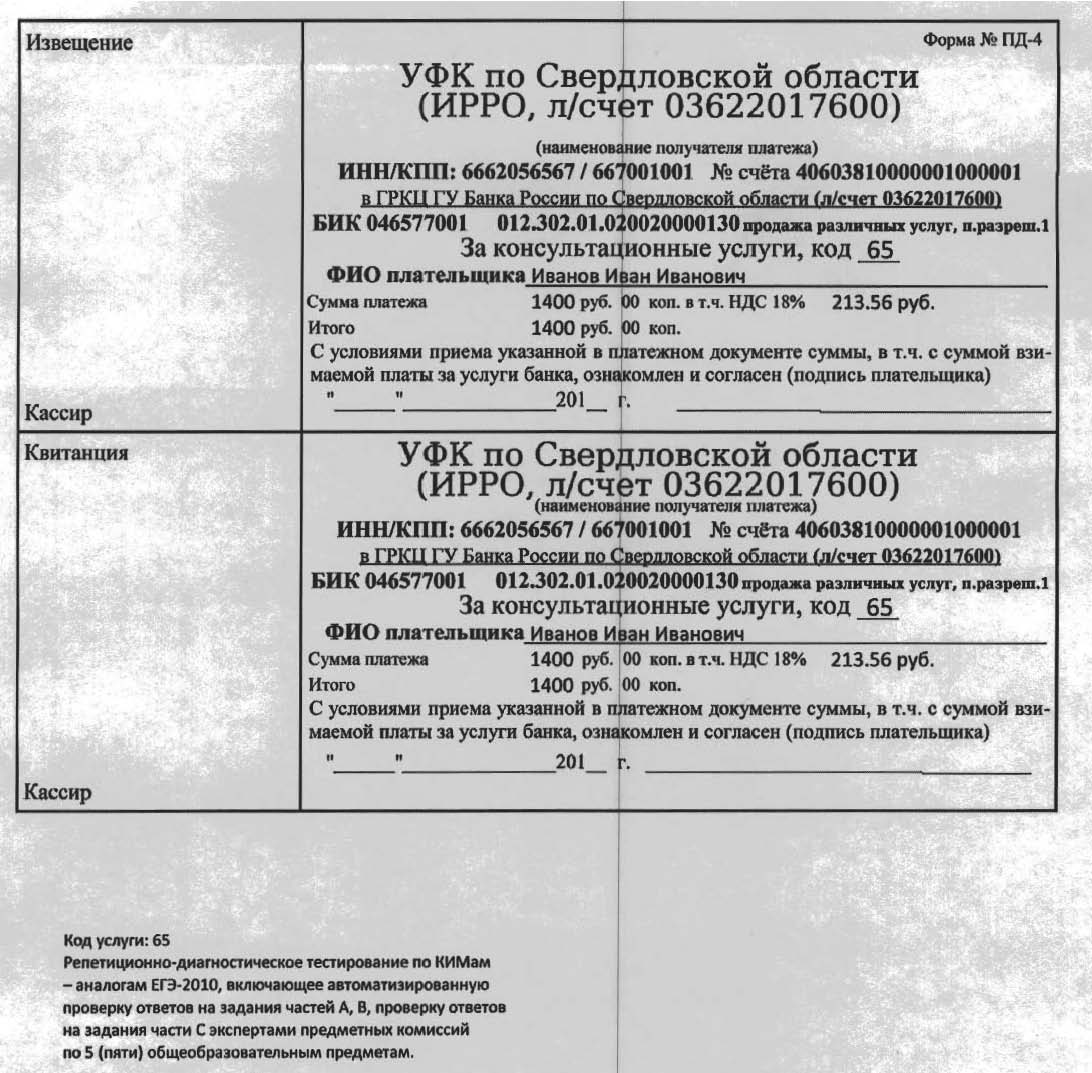 Извещение
Форма № ПД-4
УФК по Свердловской области
(ИРРО, л/счет 03622017600)
(наименование получателя платежа)
ИНН/КПП: 6662056567 / 667001001 № счёта 40603810000001000001
в ГРКЦ ГУ Банка России по Свердловской области (л/счет 03622017600)
БИК 046577001 012.302.01.020020000130 продажа различных услуг, п.разреш.1
За консультационные услуги, код 65
ФИО плательщика Иванов Иван Иванович
Сумма платежа 1400 руб. 00 коп. в т.ч. НДС 18% 213.56 руб.
Итого 1400 руб. 00 коп.
С условиями приема указанной в платежном документе суммы, в т.ч. с суммой взи-
маемой платы за услуги банка, ознакомлен и согласен (подпись плательщика)
"______"________________201__ г. ____________________
Кассир
Квитанция
УФК по Свердловской области
(ИРРО, л/счет 03622017600)
(наименование получателя платежа)
ИНН/КПП: 6662056567 / 667001001 № счёта 40603810000001000001
в ГРКЦ ГУ Банка России по Свердловской области (л/счет 03622017600)
БИК 046577001 012.302.01.020020000130 продажа различных услуг, п.разреш.1
За консультационные услуги, код 65
ФИО плательщика Иванов Иван Иванович
Сумма платежа 1400 руб. 00 коп. в т.ч. НДС 18% 213.56 руб.
Итого 1400 руб. 00 коп.
С условиями приема указанной в платежном документе суммы, в т.ч. с суммой взи-
маемой платы за услуги банка, ознакомлен и согласен (подпись плательщика)
"______"________________201__ г. ____________________
Кассир
Код услуги: 65
Репетиционно-диагностическое тестирование по КИМам
– аналогам ЕГЭ-2010, включающее автоматизированную
проверку ответов на задания частей А, В, проверку ответов
на задания части С экспертами предметных комиссий
по 5 (пяти) общеобразовательным предметам.